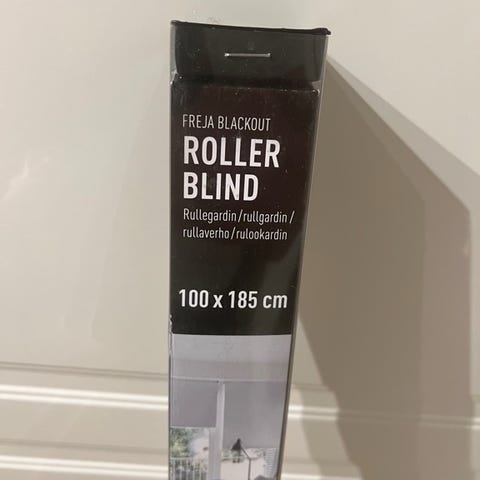 FREJA BLACKOUT
ROLLER
BLIND
Rullegardin/rullgardin/
rullaverho/rulookardin
100 x 185 cm